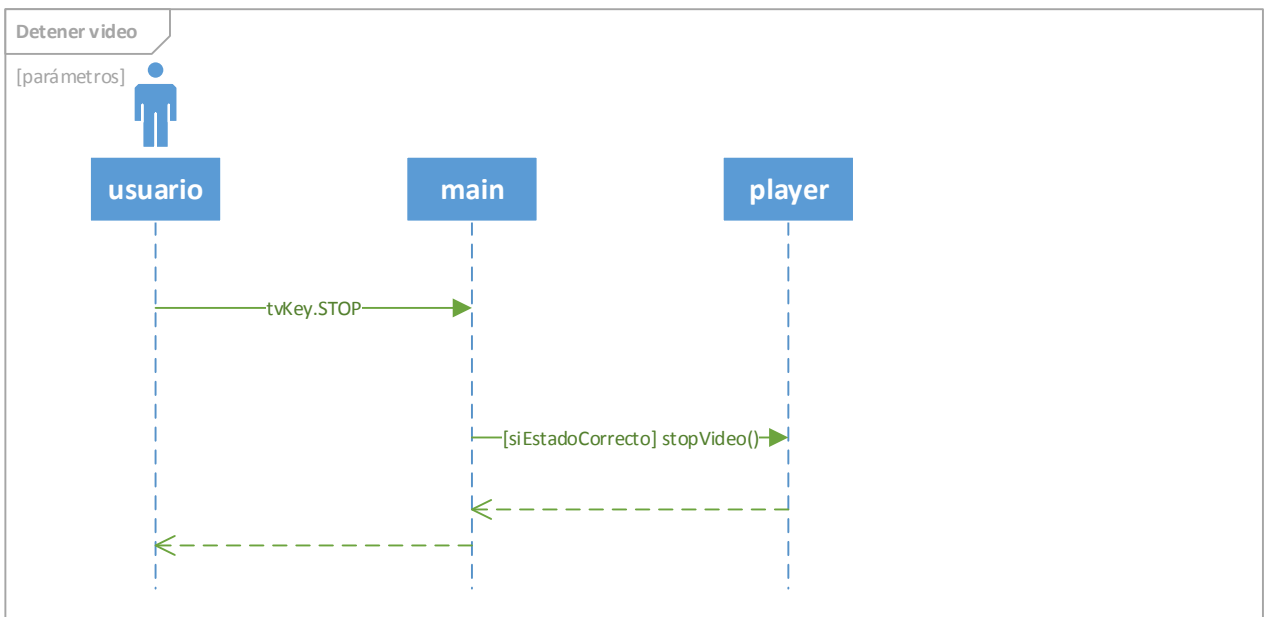 Detener video
[parámetros]
usuario
main
player
tvKey.STOP
[siEstadoCorrecto] stopVideo()